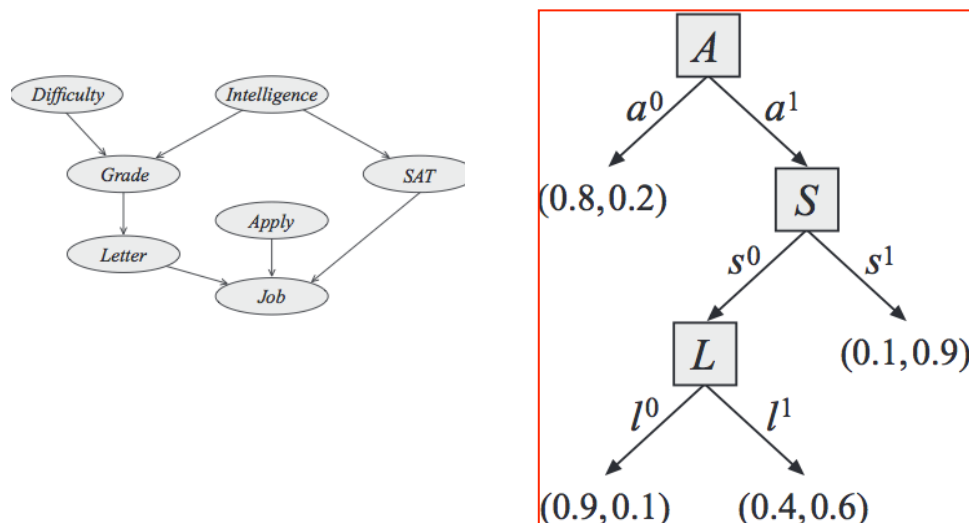 Difficulty
Intelligence
Grade
SAT
Apply
Letter
Job
A
a⁰
a¹
(0.8, 0.2)
S
s⁰
s¹
L
(0.1, 0.9)
l⁰
l¹
(0.9, 0.1)
(0.4, 0.6)